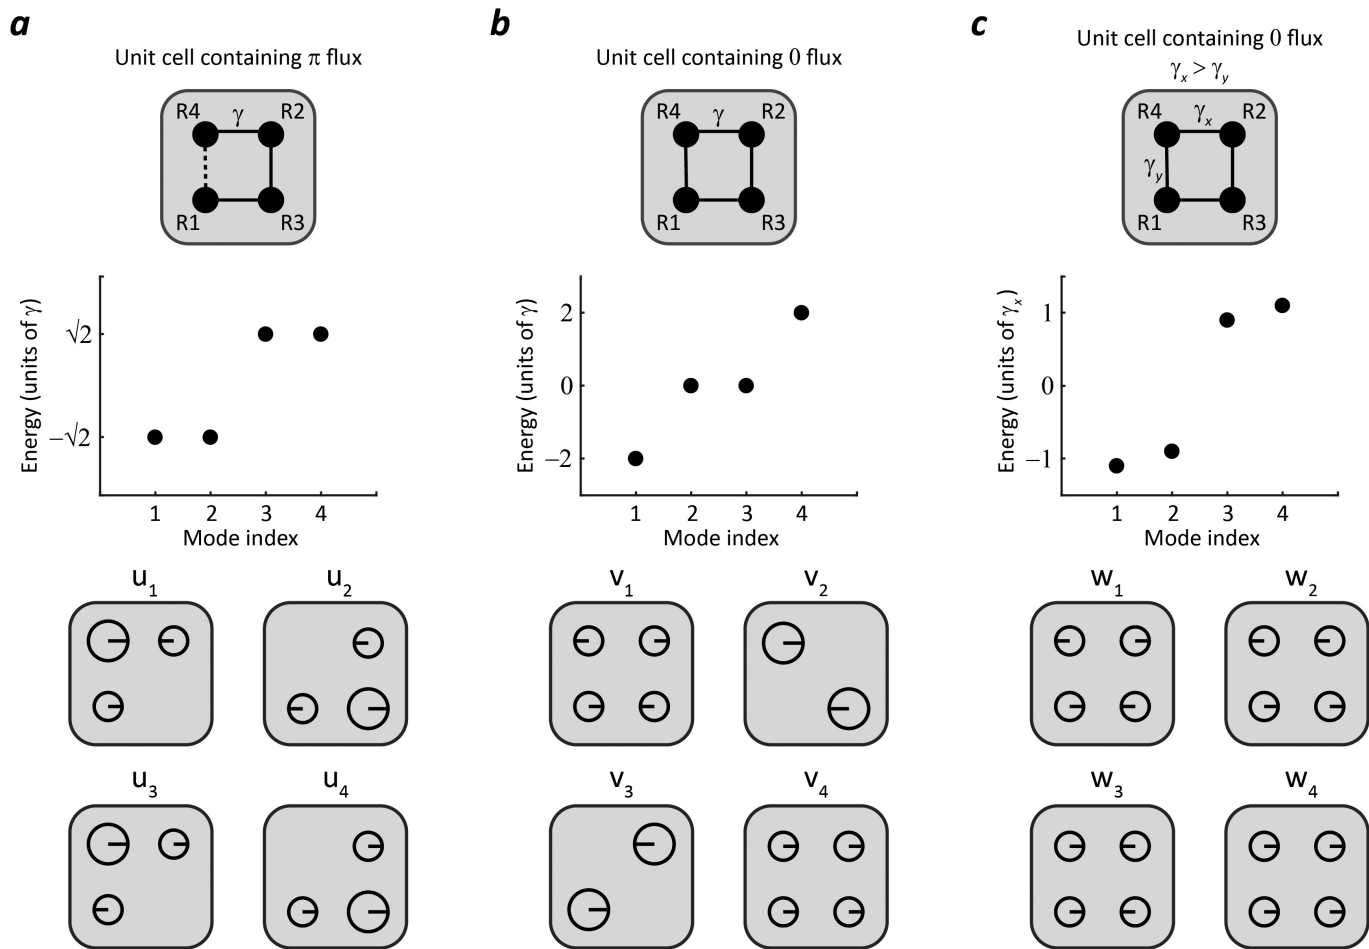 a
Unit cell containing π flux
R4
γ
R2
R1
R3
Energy (units of γ)
√2
−√2
1
2
3
4
Mode index
u₁
u₂
u₃
u₄
b
Unit cell containing 0 flux
R4
γ
R2
R1
R3
Energy (units of γ)
2
0
−2
1
2
3
4
Mode index
v₁
v₂
v₃
v₄
c
Unit cell containing 0 flux
γₓ > γᵧ
R4
γₓ
R2
γᵧ
R1
R3
Energy (units of γₓ)
1
0
−1
1
2
3
4
Mode index
w₁
w₂
w₃
w₄